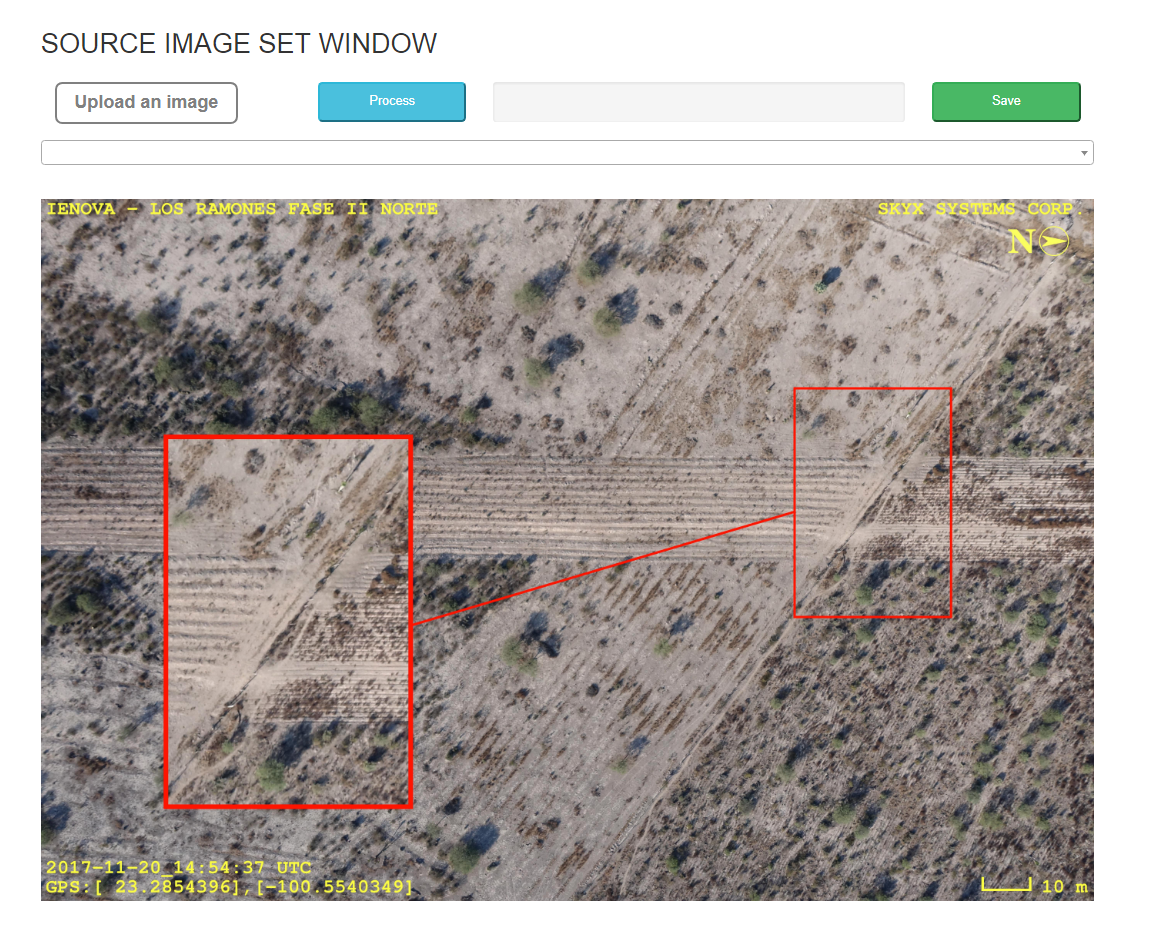 SOURCE IMAGE SET WINDOW
Upload an image
Process
Save
IENOVA - LOS RAMONES FASE II NORTE
SKYX SYSTEMS CORP.
N
2017-11-20_14:54:37 UTC
GPS:[ 23.2854396],[-100.5540349]
10 m